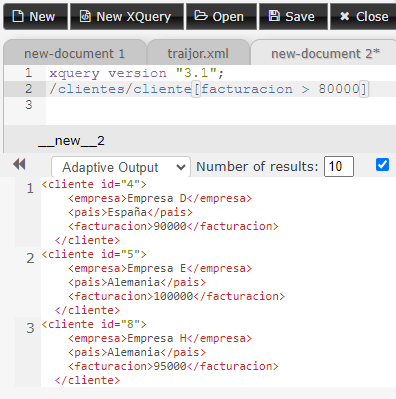 New New XQuery Open Save Close
new-document 1 traijor.xml new-document 2*
1 xquery version "3.1";
2 /clientes/cliente[facturacion > 80000]
3
__new__2
Adaptive Output Number of results: 10
1 <cliente id="4">
<empresa>Empresa D</empresa>
<pais>España</pais>
<facturacion>90000</facturacion>
</cliente>
2 <cliente id="5">
<empresa>Empresa E</empresa>
<pais>Alemania</pais>
<facturacion>100000</facturacion>
</cliente>
3 <cliente id="8">
<empresa>Empresa H</empresa>
<pais>Alemania</pais>
<facturacion>95000</facturacion>
</cliente>